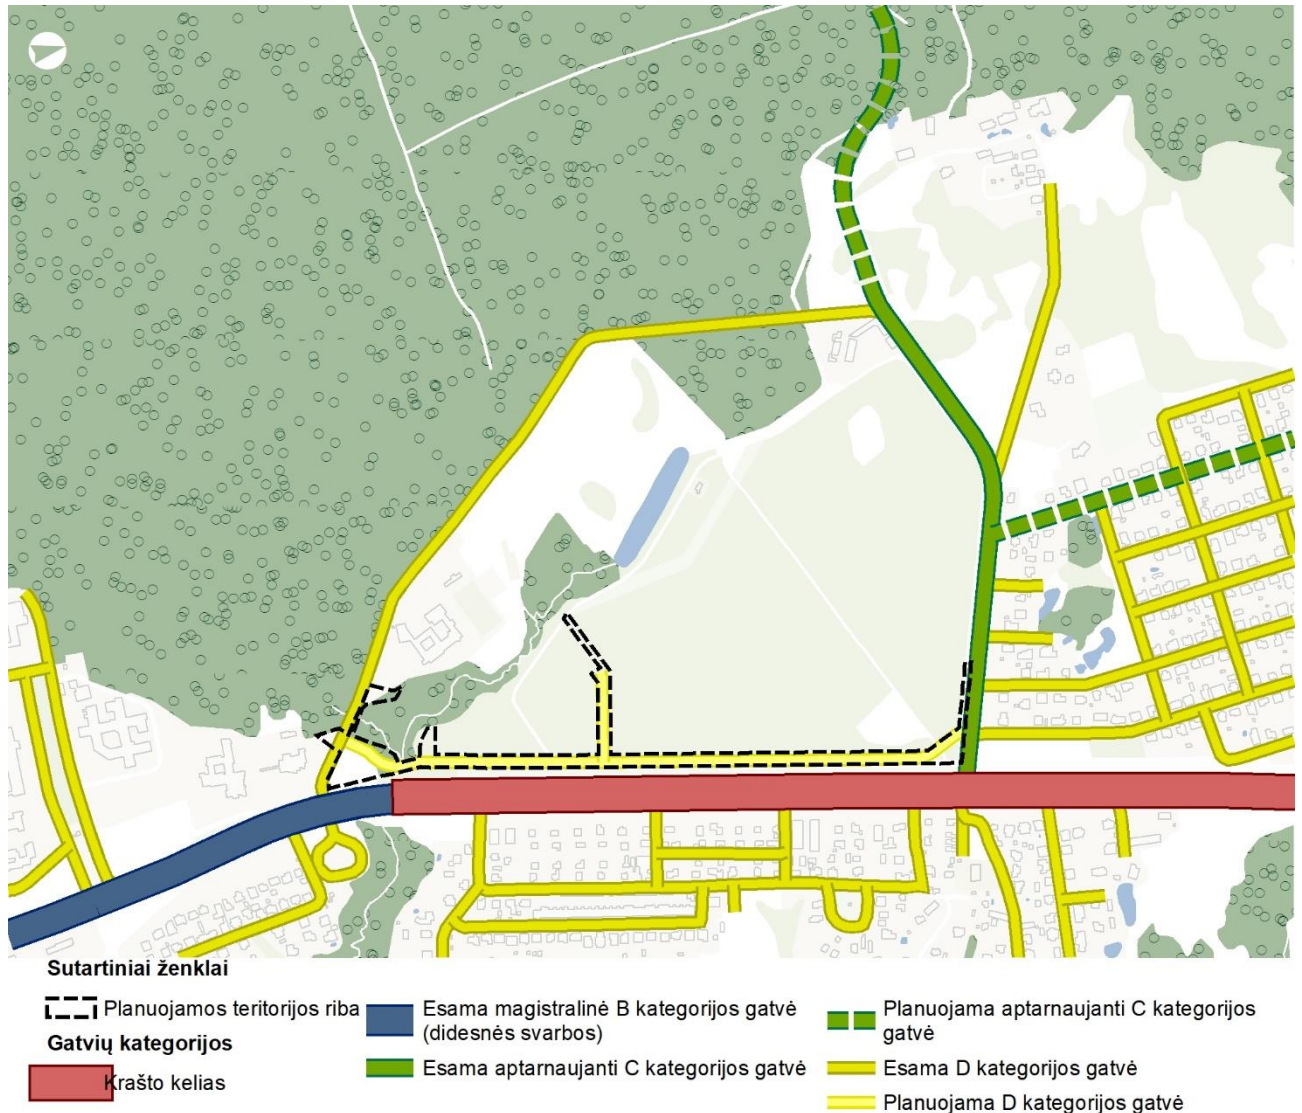 Sutartiniai ženklai
Planuojamos teritorijos riba
Gatvių kategorijos
Krašto kelias
Esama magistralinė B kategorijos gatvė
(didesnės svarbos)
Esama aptarnaujanti C kategorijos gatvė
Planuojama aptarnaujanti C kategorijos
gatvė
Esama D kategorijos gatvė
Planuojama D kategorijos gatvė